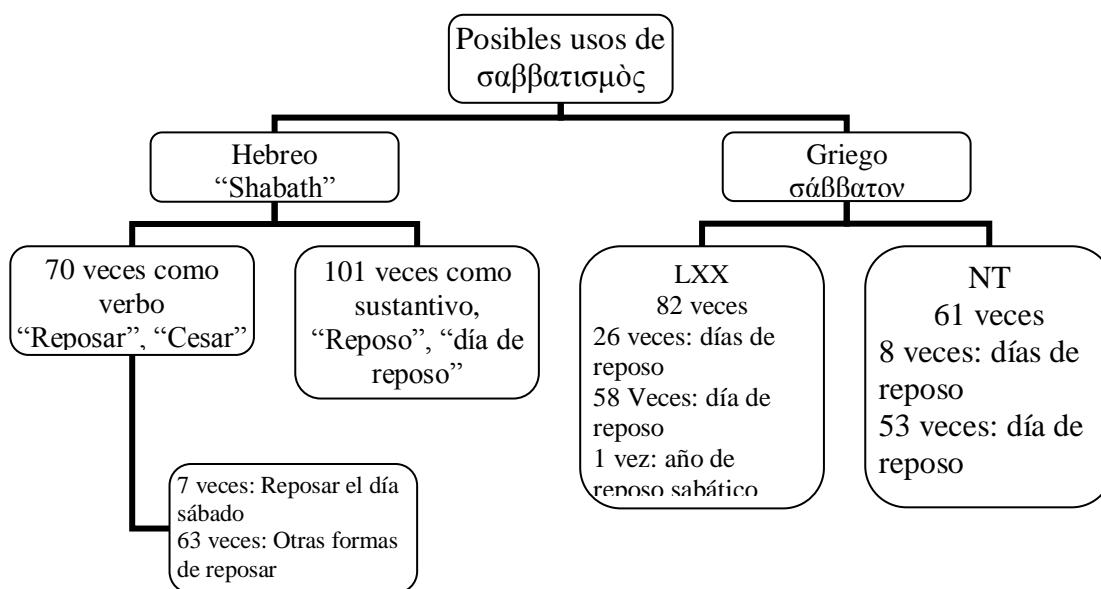 Posibles usos de
σαββατισμὸς
Hebreo
“Shabath”
Griego
σάββατον
70 veces como
verbo
“Reposar”, “Cesar”
101 veces como
sustantivo,
“Reposo”, “día de
reposo”
LXX
82 veces
26 veces: días de
reposo
58 Veces: día de
reposo
1 vez: año de
reposo sabático
NT
61 veces
8 veces: días de
reposo
53 veces: día de
reposo
7 veces: Reposar el día
sábado
63 veces: Otras formas
de reposar